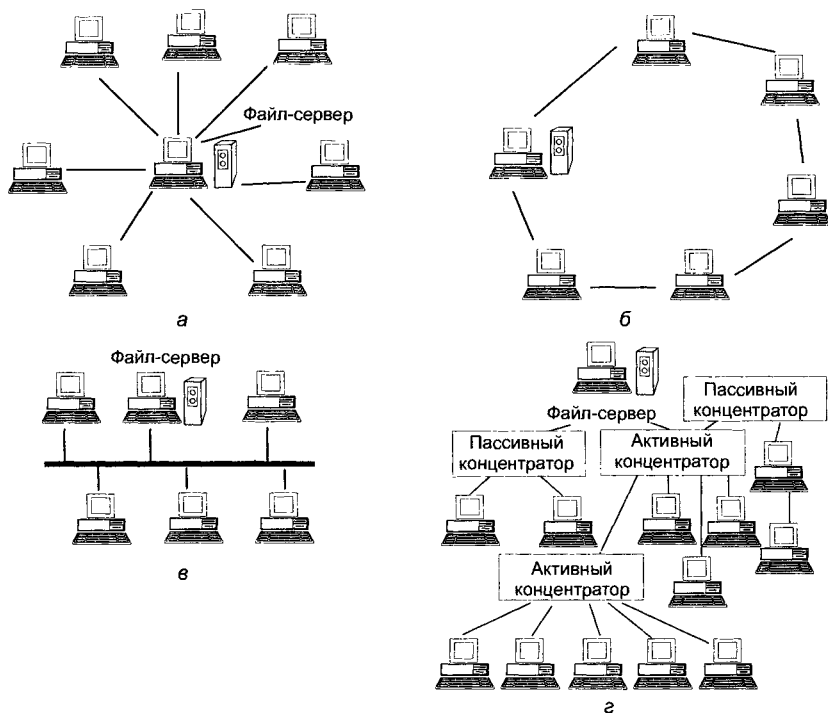 Файл-сервер
а
б
Файл-сервер
в
Файл-сервер
Пассивный
концентратор
Пассивный
концентратор
Активный
концентратор
Активный
концентратор
г